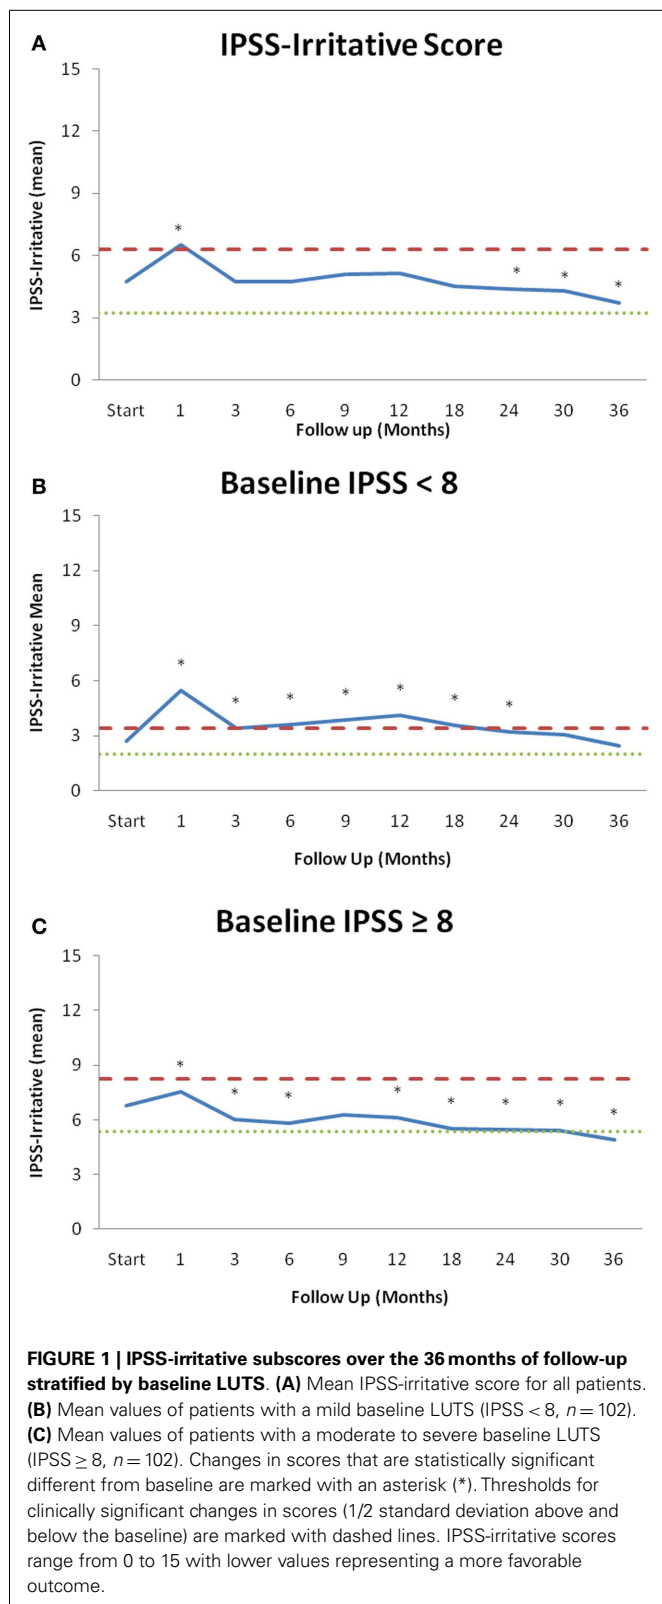 A
IPSS-Irritative Score
15
12
9
6
3
0
IPSS-Irritative (mean)
*
*
*
*
Start 1 3 6 9 12 18 24 30 36
Follow up (Months)
B
Baseline IPSS < 8
15
12
9
6
3
0
IPSS-Irritative Mean
*
*
*
*
*
*
*
Start 1 3 6 9 12 18 24 30 36
Follow Up (Months)
C
Baseline IPSS ≥ 8
15
12
9
6
3
0
IPSS-Irritative (mean)
*
*
*
*
*
*
*
*
Start 1 3 6 9 12 18 24 30 36
Follow Up (Months)
FIGURE 1 | IPSS-irritative subscores over the 36 months of follow-up
stratified by baseline LUTS. (A) Mean IPSS-irritative score for all patients.
(B) Mean values of patients with a mild baseline LUTS (IPSS < 8, n = 102).
(C) Mean values of patients with a moderate to severe baseline LUTS
(IPSS ≥ 8, n = 102). Changes in scores that are statistically significant
different from baseline are marked with an asterisk (*). Thresholds for
clinically significant changes in scores (1/2 standard deviation above and
below the baseline) are marked with dashed lines. IPSS-irritative scores
range from 0 to 15 with lower values representing a more favorable
outcome.